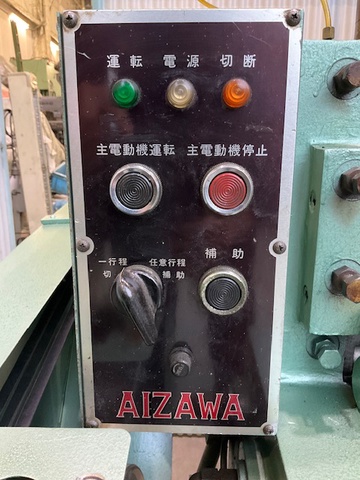 運転 電源 切断
主電動機運転 主電動機停止
一行程 任意行程 補助
切 補助
AIZAWA